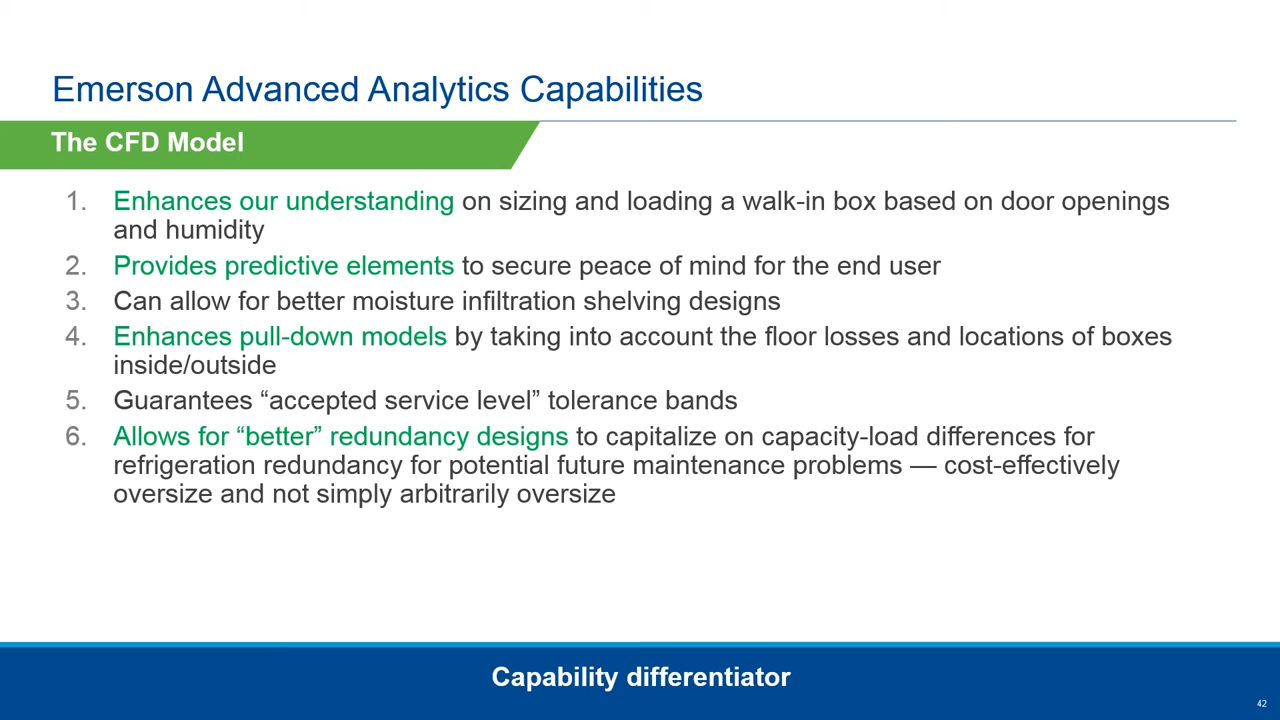 Emerson Advanced Analytics Capabilities
The CFD Model
1. Enhances our understanding on sizing and loading a walk-in box based on door openings
and humidity
2. Provides predictive elements to secure peace of mind for the end user
3. Can allow for better moisture infiltration shelving designs
4. Enhances pull-down models by taking into account the floor losses and locations of boxes
inside/outside
5. Guarantees “accepted service level” tolerance bands
6. Allows for “better” redundancy designs to capitalize on capacity-load differences for
refrigeration redundancy for potential future maintenance problems — cost-effectively
oversize and not simply arbitrarily oversize
Capability differentiator
42